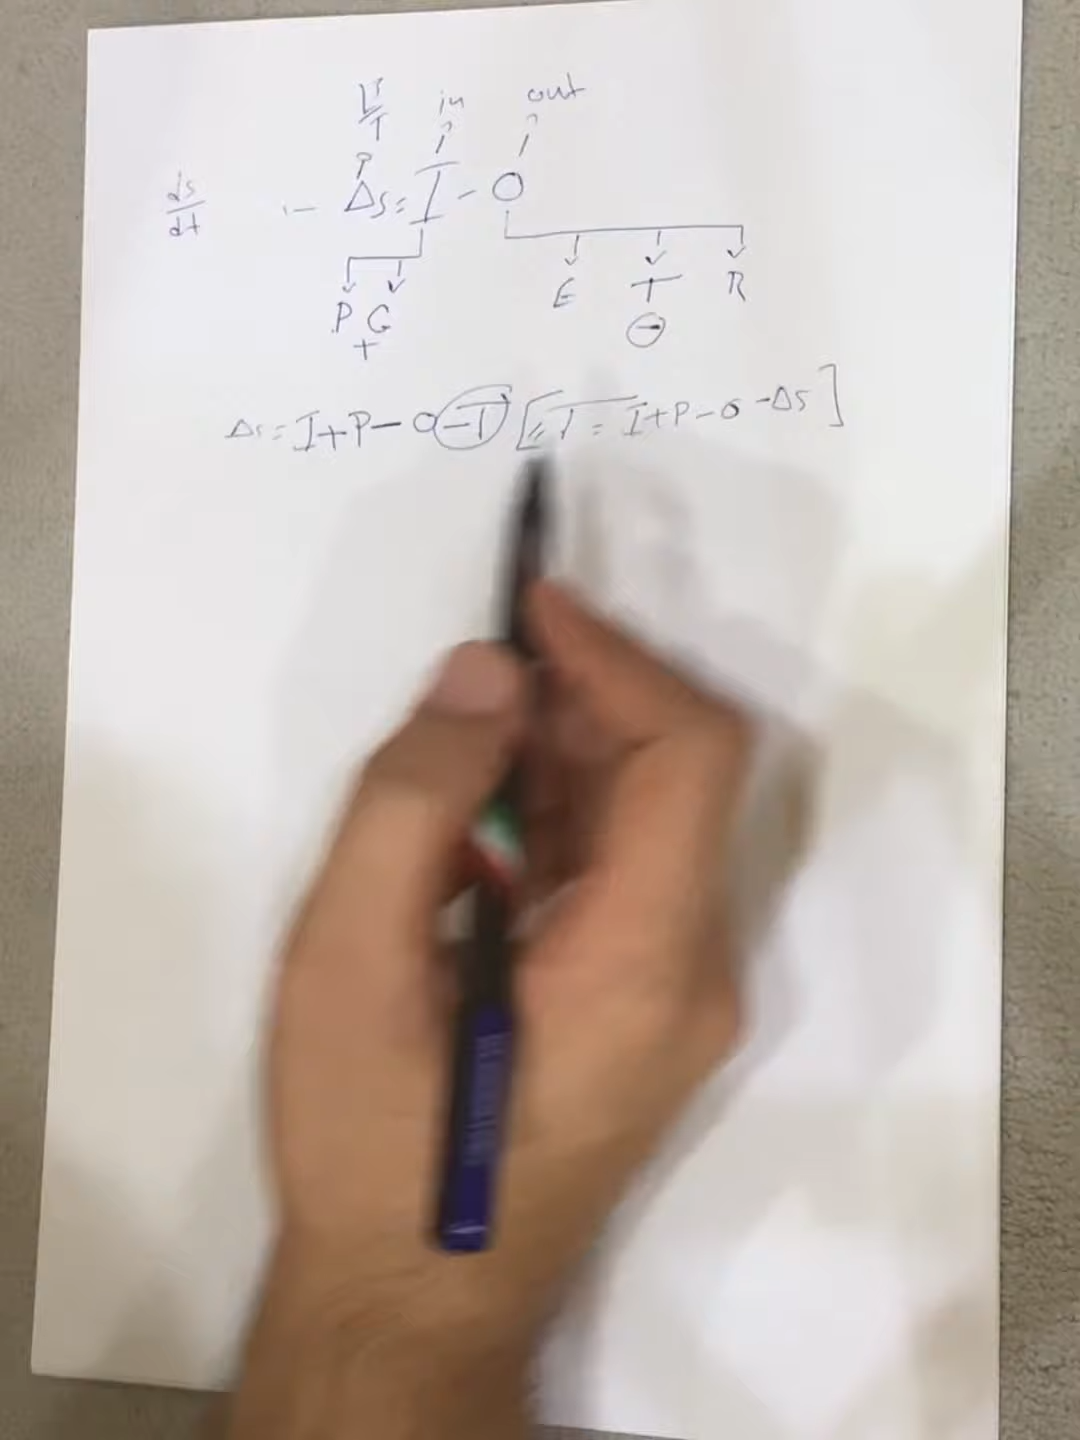 in out
ds/dt Δs = I - O
P G E T R
+ -
Δs = I + P - O - T [T = I + P - O - Δs]